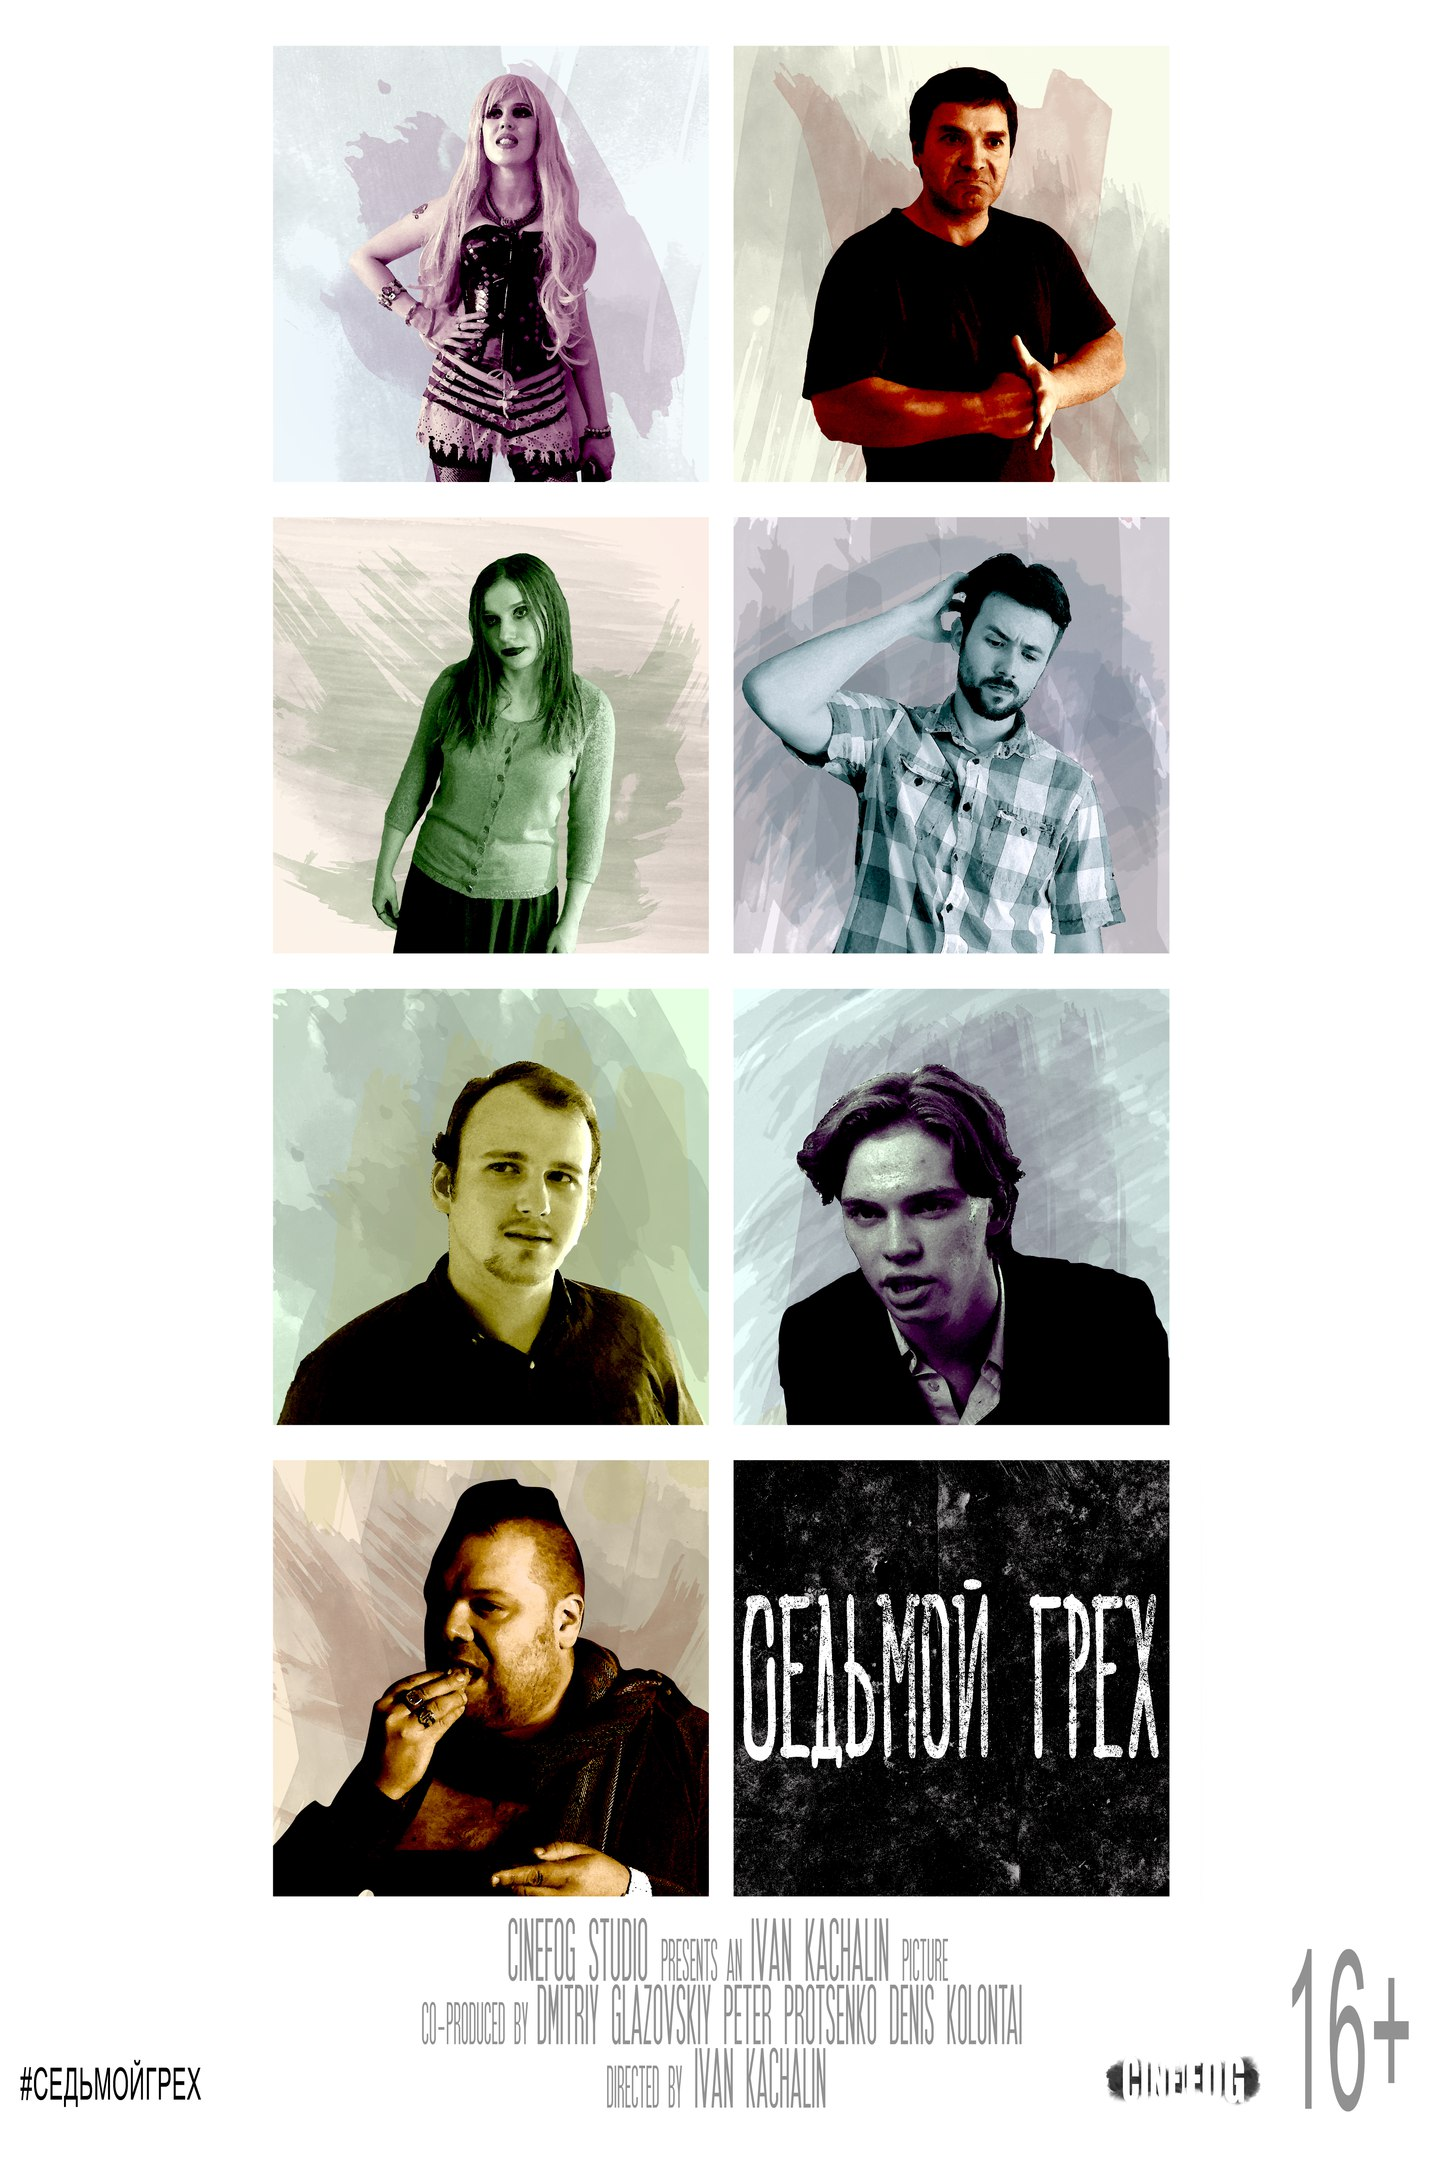 СЕДЬМОЙ ГРЕХ
CINEFOG STUDIO PRESENTS AN IVAN KACHALIN PICTURE
CO-PRODUCED BY DMITRIY GLAZOVSKIY PETER PROTSENKO DENIS KOLONTAI
DIRECTED BY IVAN KACHALIN
#СЕДЬМОЙГРЕХ
CINEFOG
16+